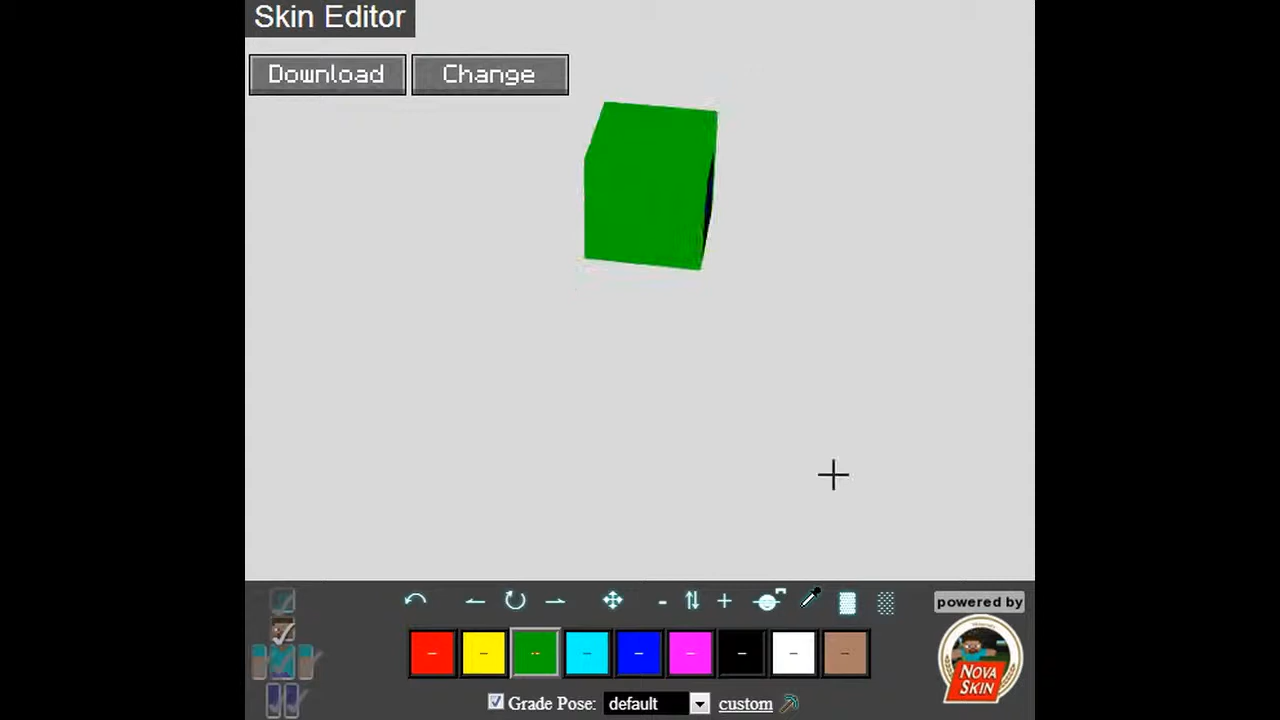 Skin Editor
Download Change
powered by
NOVA
SKIN
Grade Pose: default custom